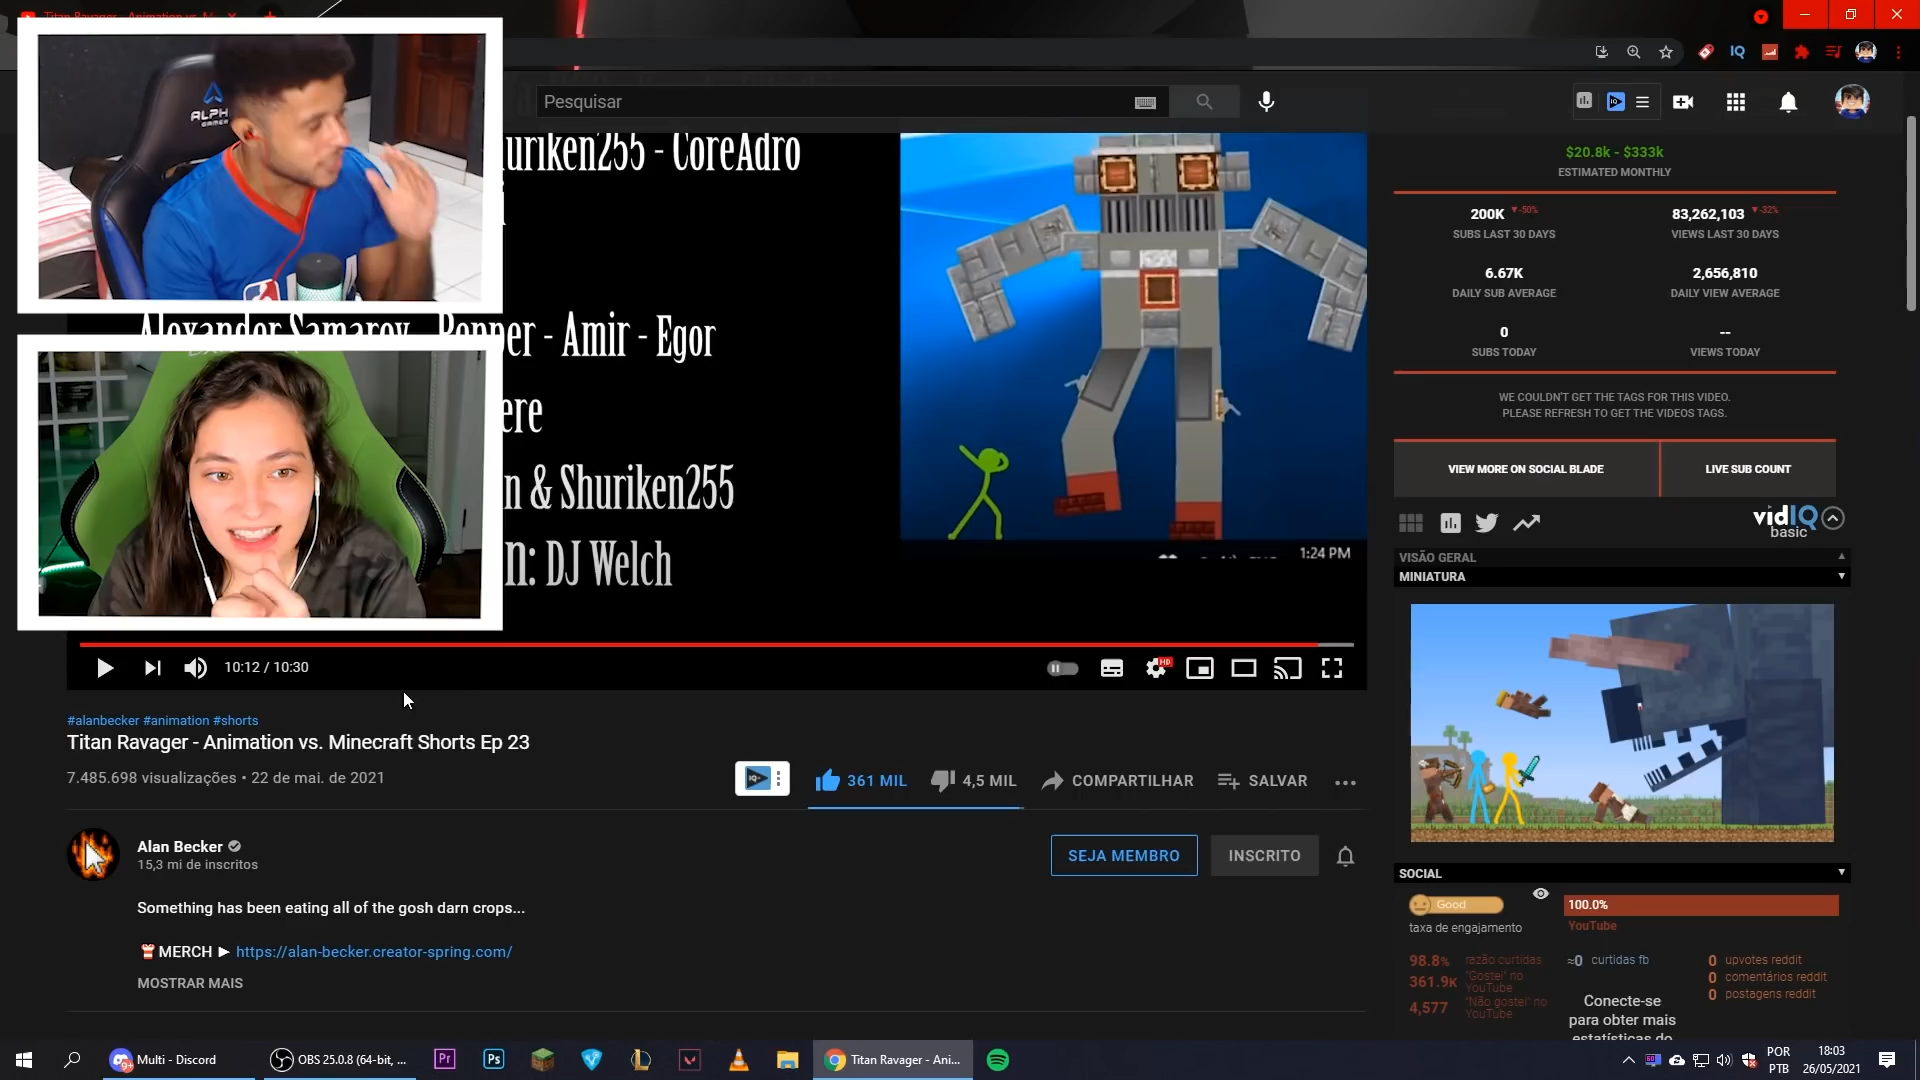 Pesquisar
uriken255 - CoreAdro
Alexander Samarov - Pepper - Amir - Egor
ere
n & Shuriken255
n: DJ Welch
1:24 PM
10:12 / 10:30
HD
#alanbecker #animation #shorts
Titan Ravager - Animation vs. Minecraft Shorts Ep 23
7.485.698 visualizações • 22 de mai. de 2021
361 MIL
4,5 MIL
COMPARTILHAR
SALVAR
Alan Becker
15,3 mi de inscritos
SEJA MEMBRO
INSCRITO
Something has been eating all of the gosh darn crops...
MERCH ► https://alan-becker.creator-spring.com/
MOSTRAR MAIS
$20.8k - $333k
ESTIMATED MONTHLY
200K ▼-50%
SUBS LAST 30 DAYS
83,262,103 ▼-32%
VIEWS LAST 30 DAYS
6.67K
DAILY SUB AVERAGE
2,656,810
DAILY VIEW AVERAGE
0
SUBS TODAY
--
VIEWS TODAY
WE COULDN'T GET THE TAGS FOR THIS VIDEO.
PLEASE REFRESH TO GET THE VIDEOS TAGS.
VIEW MORE ON SOCIAL BLADE
LIVE SUB COUNT
vidIQ
basic
VISÃO GERAL
MINIATURA
SOCIAL
Good
taxa de engajamento
100.0%
YouTube
98.8% razão curtidas
361.9K "Gostei" no YouTube
4,577 "Não gostei" no YouTube
≈0 curtidas fb
0 upvotes reddit
0 comentários reddit
0 postagens reddit
Conecte-se
para obter mais
estatísticas do
Multi - Discord
OBS 25.0.8 (64-bit, ...
Pr
Ps
Titan Ravager - Ani...
POR
PTB
18:03
26/05/2021